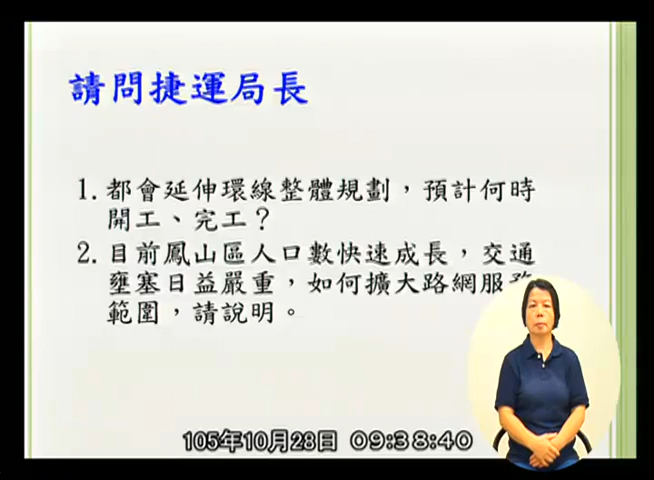 請問捷運局長
1. 都會延伸環線整體規劃，預計何時
開工、完工？
2. 目前鳳山區人口數快速成長，交通
壅塞日益嚴重，如何擴大路網服務
範圍，請說明。
105年10月28日 09:38:40